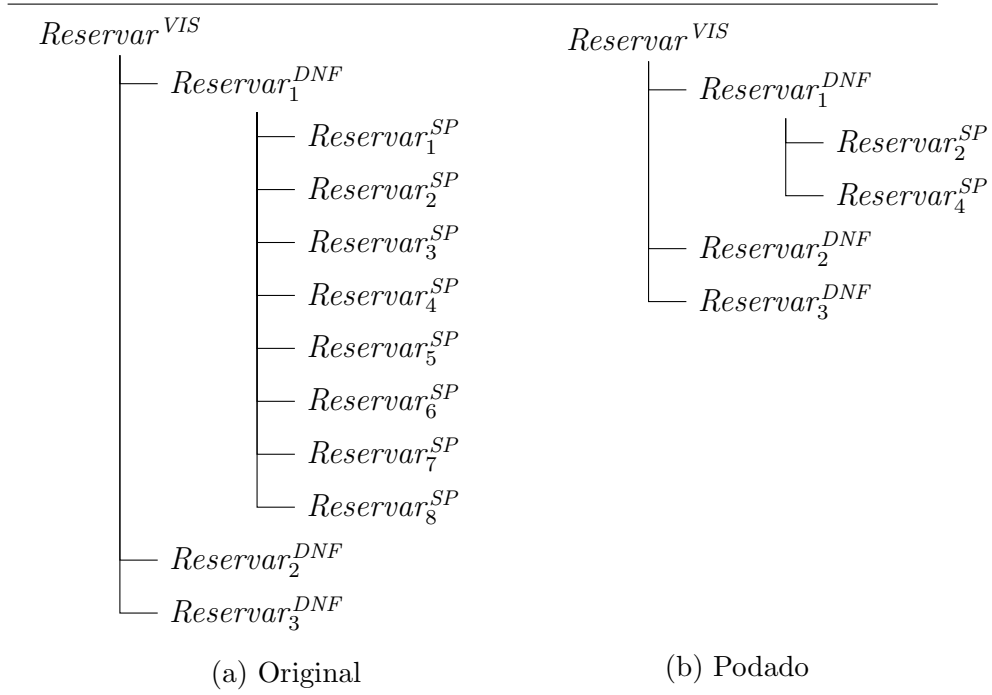 Reservar^VIS
Reservar_1^DNF
Reservar_1^SP
Reservar_2^SP
Reservar_3^SP
Reservar_4^SP
Reservar_5^SP
Reservar_6^SP
Reservar_7^SP
Reservar_8^SP
Reservar_2^DNF
Reservar_3^DNF
(a) Original
Reservar^VIS
Reservar_1^DNF
Reservar_2^SP
Reservar_4^SP
Reservar_2^DNF
Reservar_3^DNF
(b) Podado